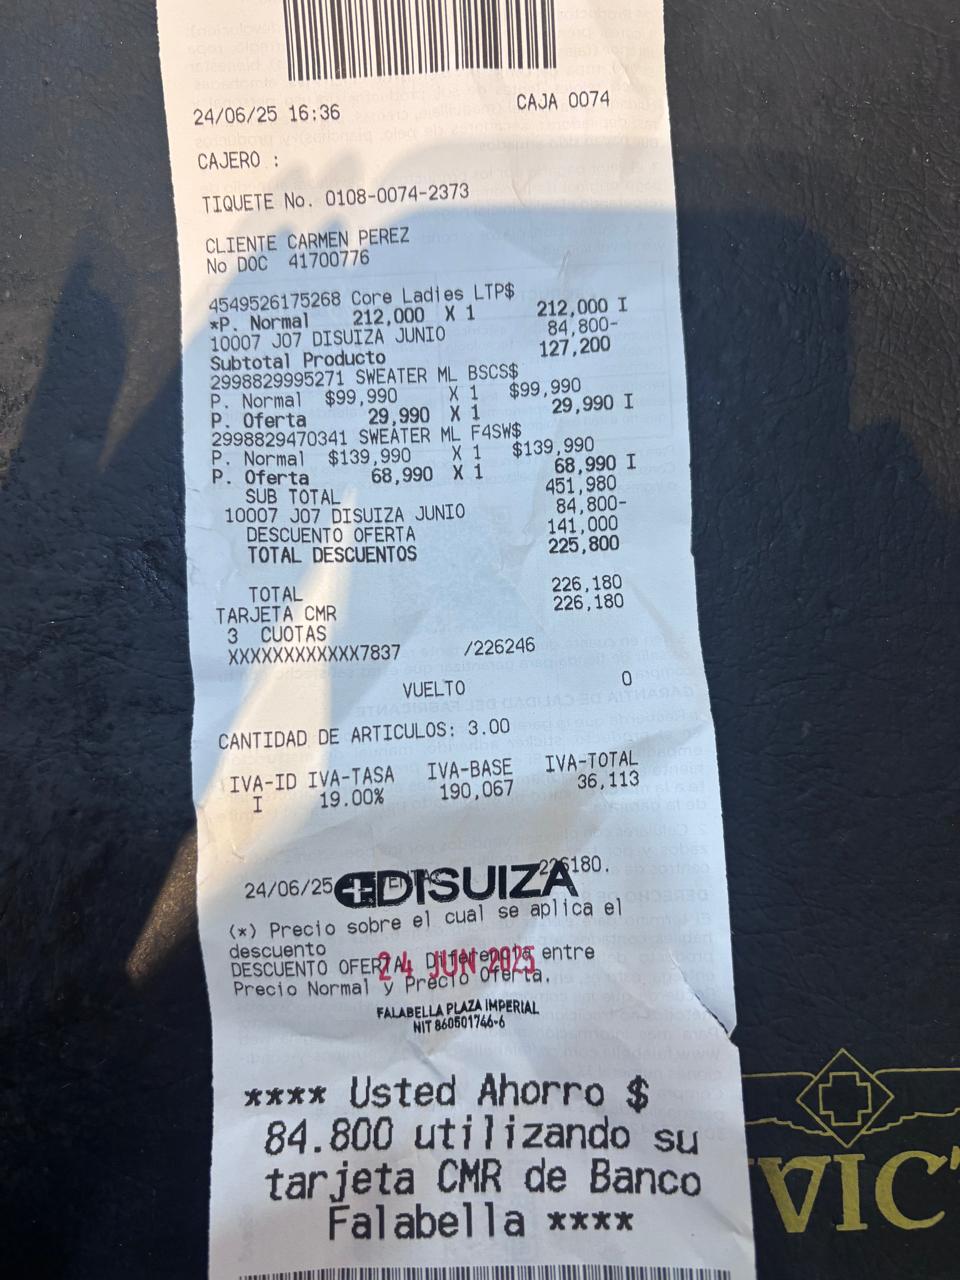 24/06/25 16:36 CAJA 0074
CAJERO :
TIQUETE No. 0108-0074-2373
CLIENTE CARMEN PEREZ
No DOC 41700776
4549526175268 Core Ladies LTP$
*P. Normal 212,000 X 1 212,000 I
10007 J07 DISUIZA JUNIO 84,800-
Subtotal Producto 127,200
2998829995271 SWEATER ML BSCS$
P. Normal $99,990 X 1 $99,990
P. Oferta 29,990 X 1 29,990 I
2998829470341 SWEATER ML F4SW$
P. Normal $139,990 X 1 $139,990
P. Oferta 68,990 X 1 68,990 I
SUB TOTAL 451,980
10007 J07 DISUIZA JUNIO 84,800-
DESCUENTO OFERTA 141,000
TOTAL DESCUENTOS 225,800
TOTAL 226,180
TARJETA CMR 226,180
3 CUOTAS
XXXXXXXXXXXX7837 /226246
VUELTO 0
CANTIDAD DE ARTICULOS: 3.00
IVA-ID IVA-TASA IVA-BASE IVA-TOTAL
I 19.00% 190,067 36,113
24/06/25 226180.
DISUIZA
(*) Precio sobre el cual se aplica el
descuento
DESCUENTO OFERTA: Diferencia entre
24 JUN 2025
Precio Normal y Precio Oferta.
FALABELLA PLAZA IMPERIAL
NIT 860501746-6
**** Usted Ahorro $
84.800 utilizando su
tarjeta CMR de Banco
Falabella ****
VIC